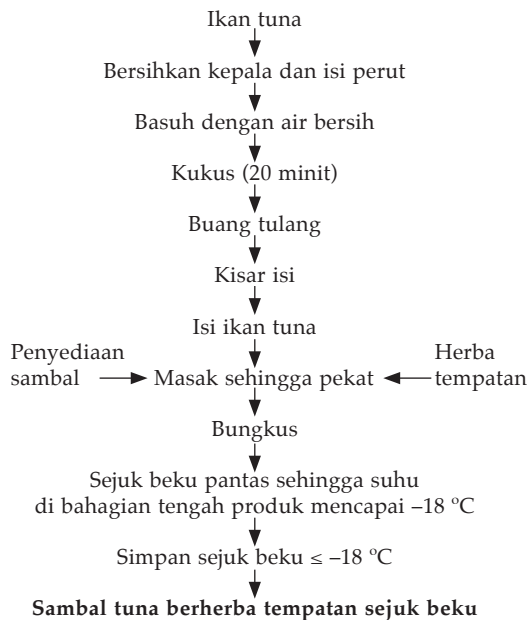 Ikan tuna
Bersihkan kepala dan isi perut
Basuh dengan air bersih
Kukus (20 minit)
Buang tulang
Kisar isi
Isi ikan tuna
Penyediaan
sambal
Masak sehingga pekat
Herba
tempatan
Bungkus
Sejuk beku pantas sehingga suhu
di bahagian tengah produk mencapai –18 ºC
Simpan sejuk beku ≤ –18 ºC
Sambal tuna berherba tempatan sejuk beku